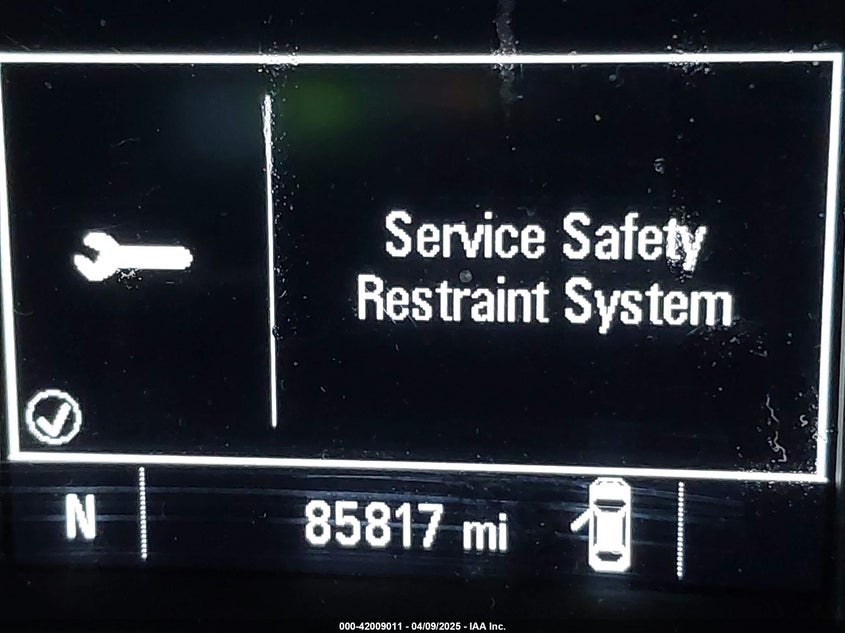 Service Safety
Restraint System
N 85817 mi
000-42009011 - 04/09/2025 - IAA Inc.